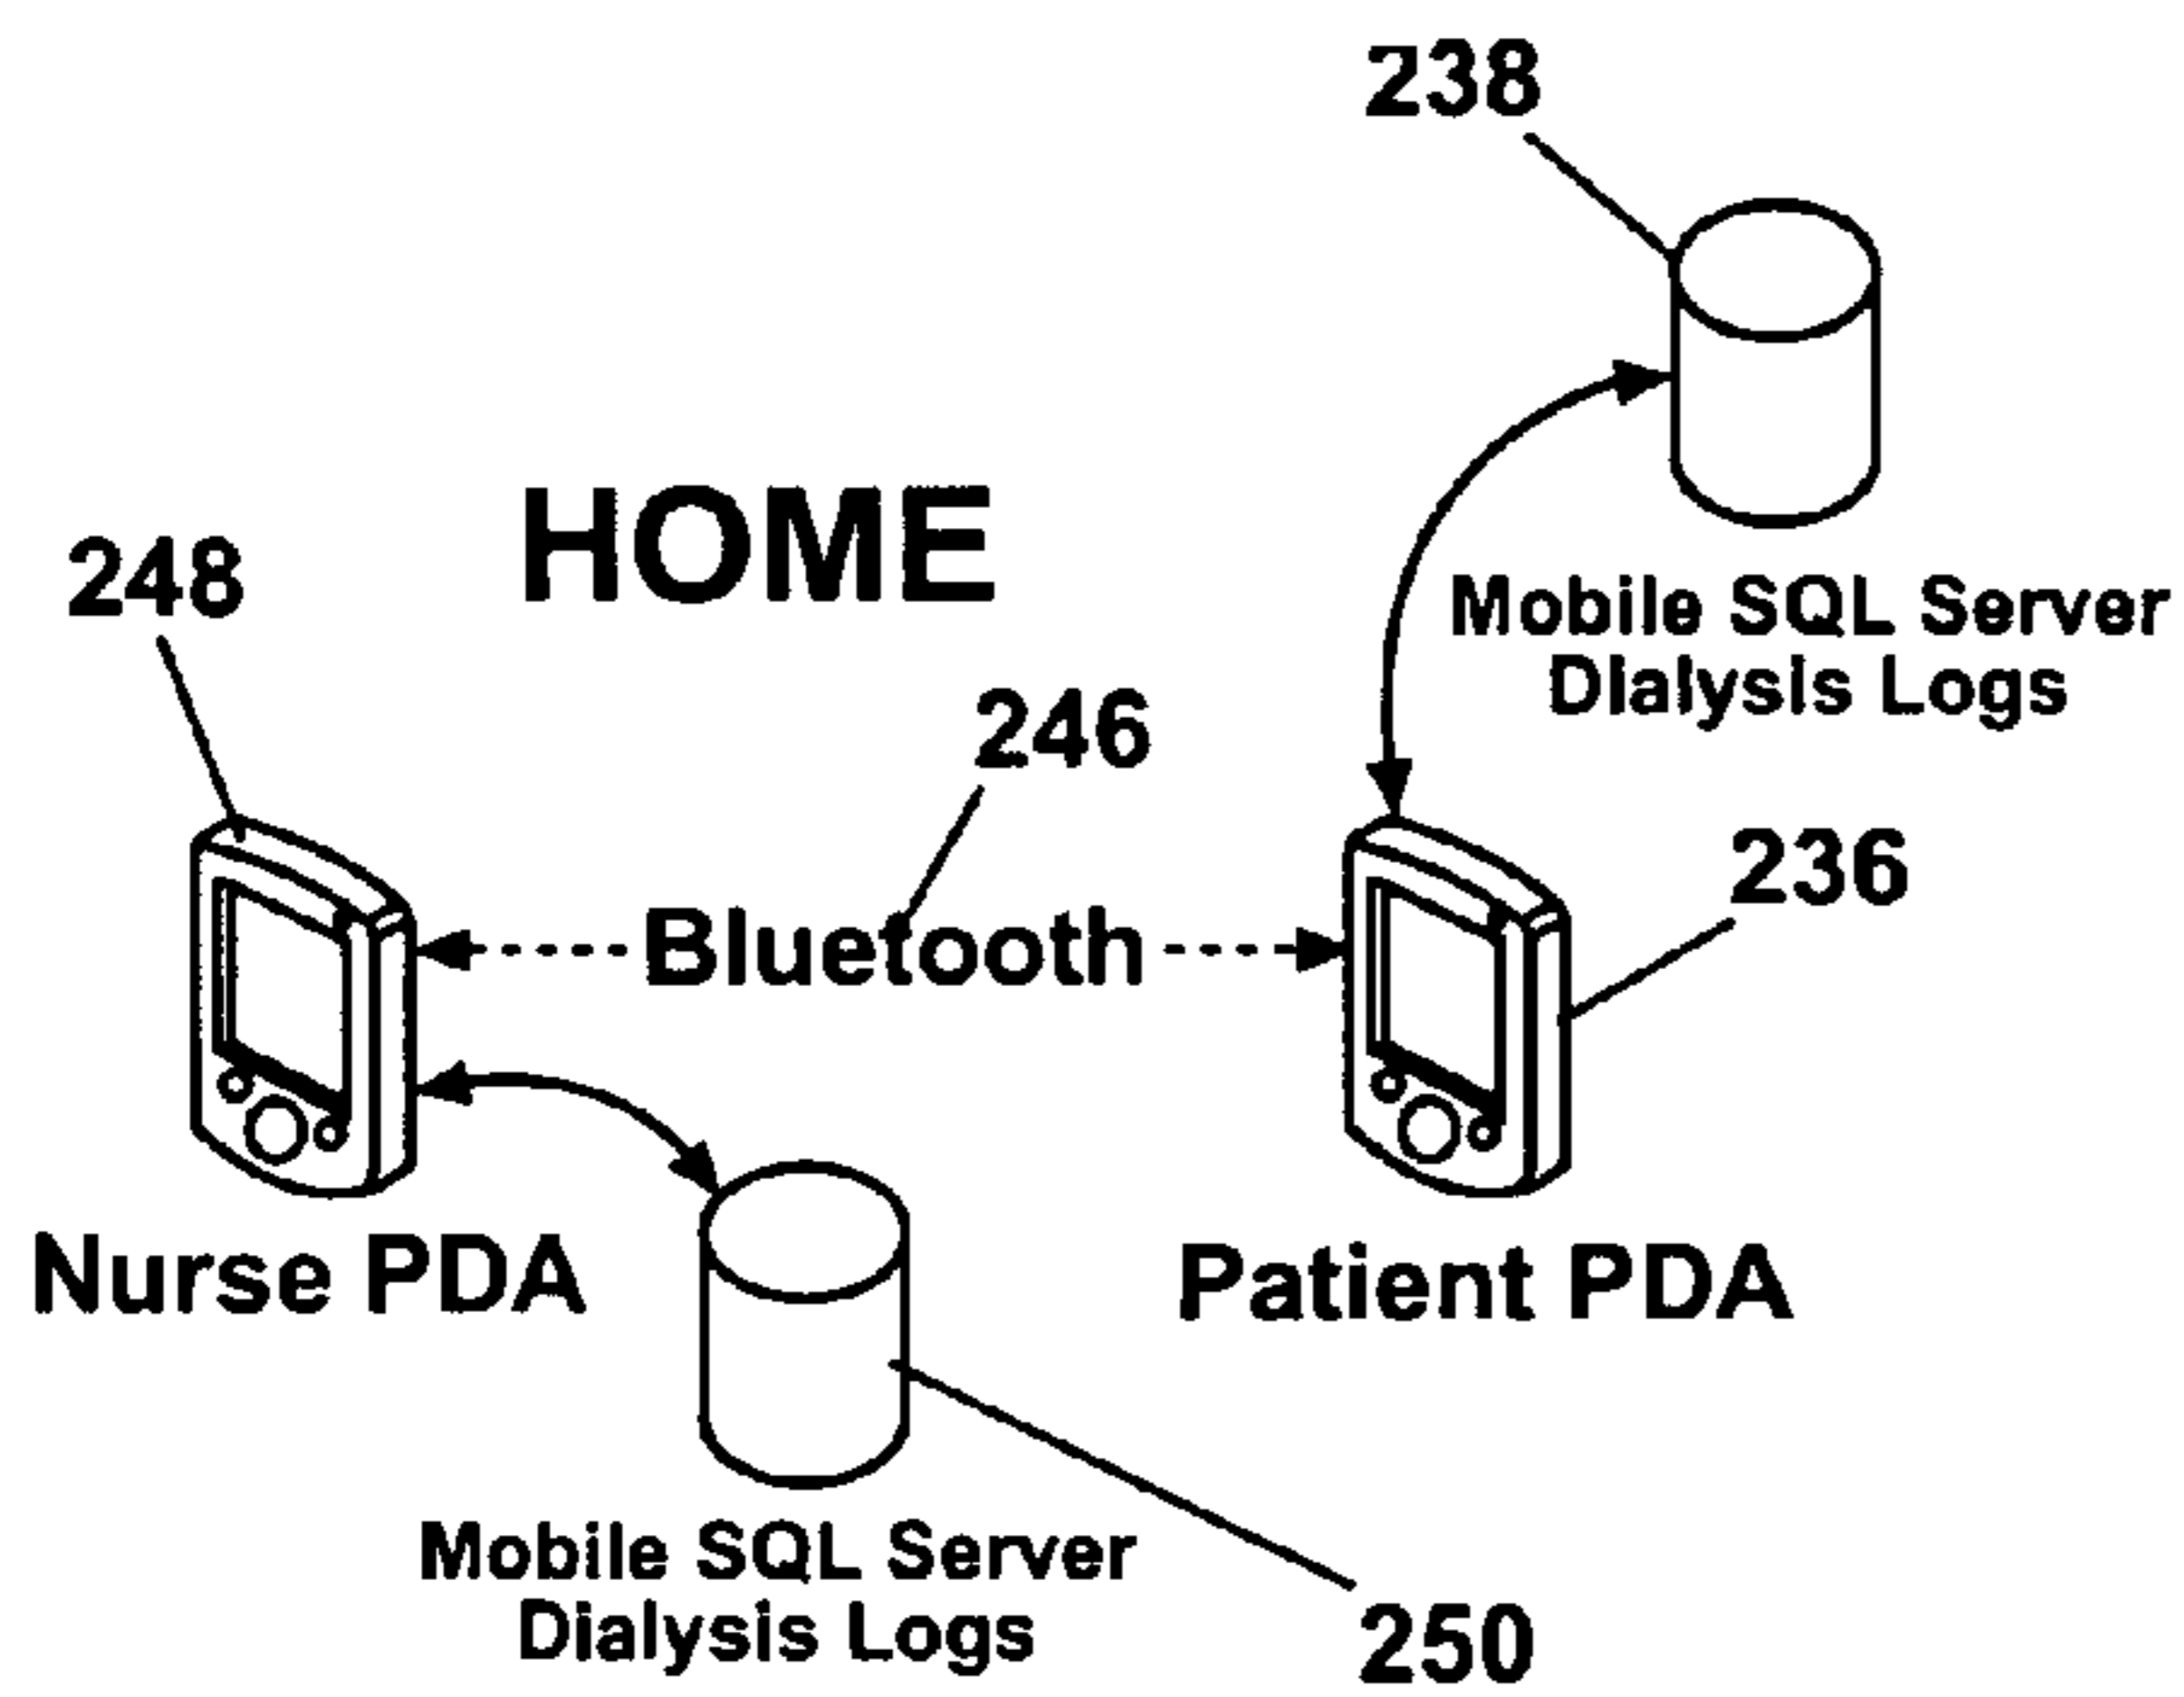 238
HOME
248
Mobile SQL Server
Dialysis Logs
246
236
Bluetooth
Nurse PDA
Patient PDA
Mobile SQL Server
Dialysis Logs
250